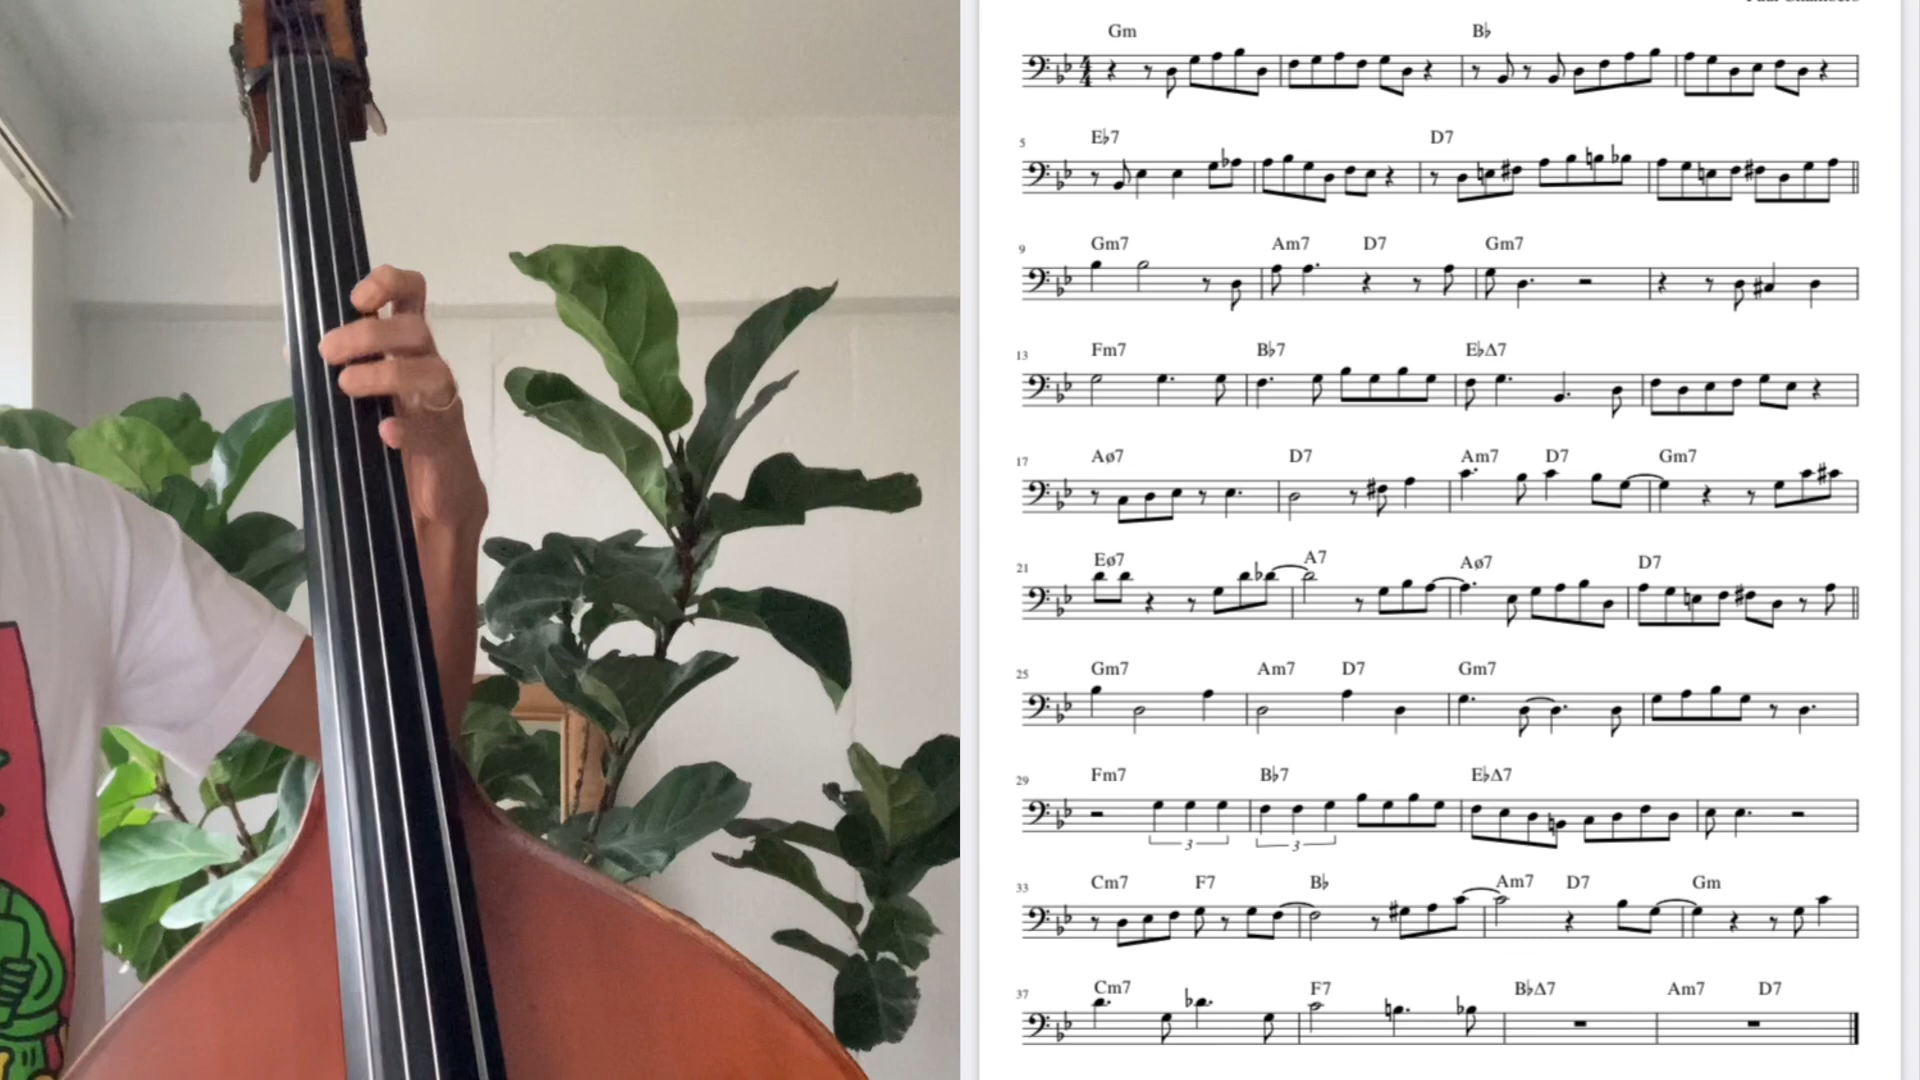 Gm B♭
4
4
5 E♭7 D7
9 Gm7 Am7 D7 Gm7
13 Fm7 B♭7 E♭Δ7
17 Aø7 D7 Am7 D7 Gm7
21 Eø7 A7 Aø7 D7
25 Gm7 Am7 D7 Gm7
29 Fm7 B♭7 E♭Δ7
3 3
33 Cm7 F7 B♭ Am7 D7 Gm
37 Cm7 F7 B♭Δ7 Am7 D7